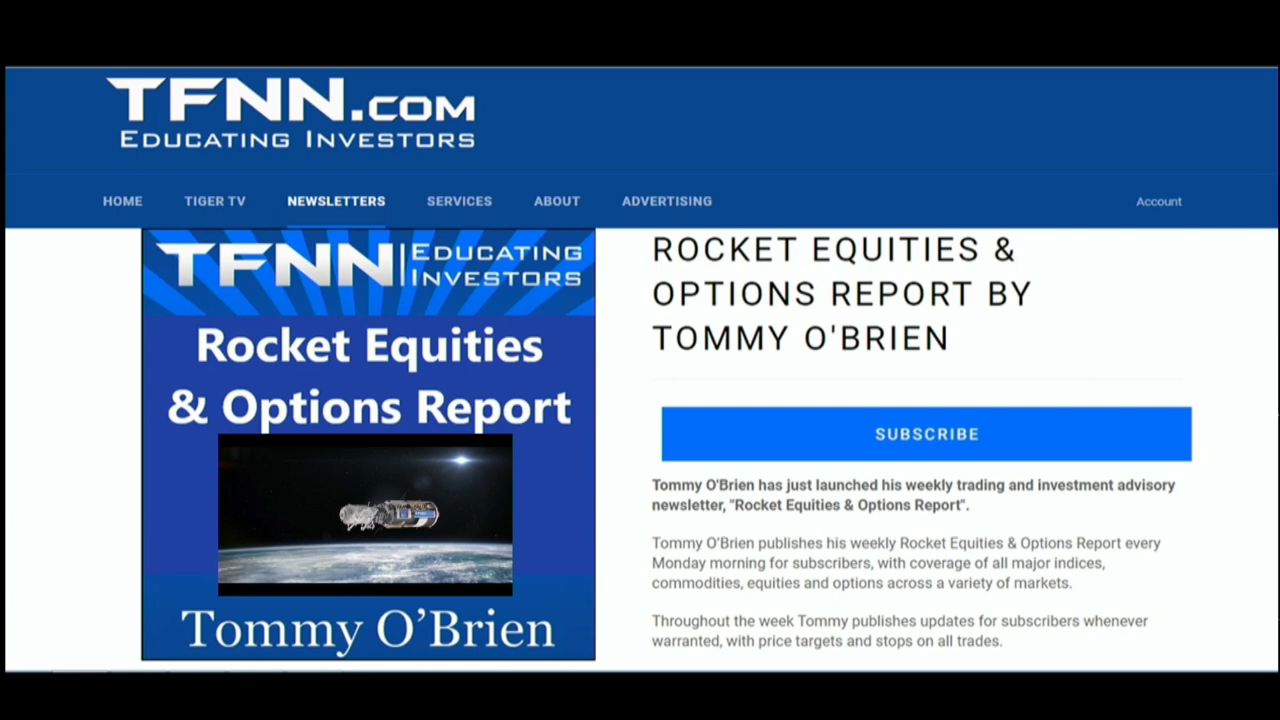 TFNN.COM
EDUCATING INVESTORS
HOME TIGER TV NEWSLETTERS SERVICES ABOUT ADVERTISING Account
TFNN | EDUCATING
INVESTORS
Rocket Equities
& Options Report
Tommy O’Brien
ROCKET EQUITIES &
OPTIONS REPORT BY
TOMMY O'BRIEN
SUBSCRIBE
Tommy O'Brien has just launched his weekly trading and investment advisory
newsletter, "Rocket Equities & Options Report".
Tommy O’Brien publishes his weekly Rocket Equities & Options Report every
Monday morning for subscribers, with coverage of all major indices,
commodities, equities and options across a variety of markets.
Throughout the week Tommy publishes updates for subscribers whenever
warranted, with price targets and stops on all trades.